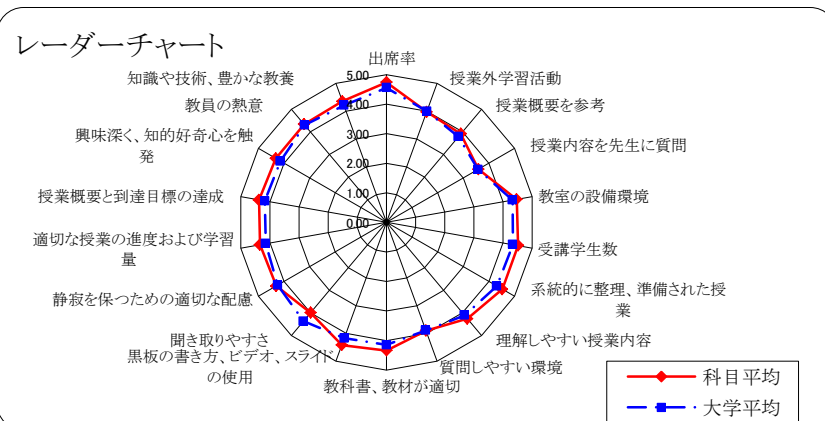 レーダーチャート
出席率
授業外学習活動
授業概要を参考
授業内容を先生に質問
教室の設備環境
受講学生数
系統的に整理、準備された授
業
理解しやすい授業内容
質問しやすい環境
教科書、教材が適切
黒板の書き方、ビデオ、スライド
の使用
聞き取りやすさ
静寂を保つための適切な配慮
適切な授業の進度および学習
量
授業概要と到達目標の達成
興味深く、知的好奇心を触
発
教員の熱意
知識や技術、豊かな教養
5.00
4.00
3.00
2.00
1.00
0.00
科目平均
大学平均